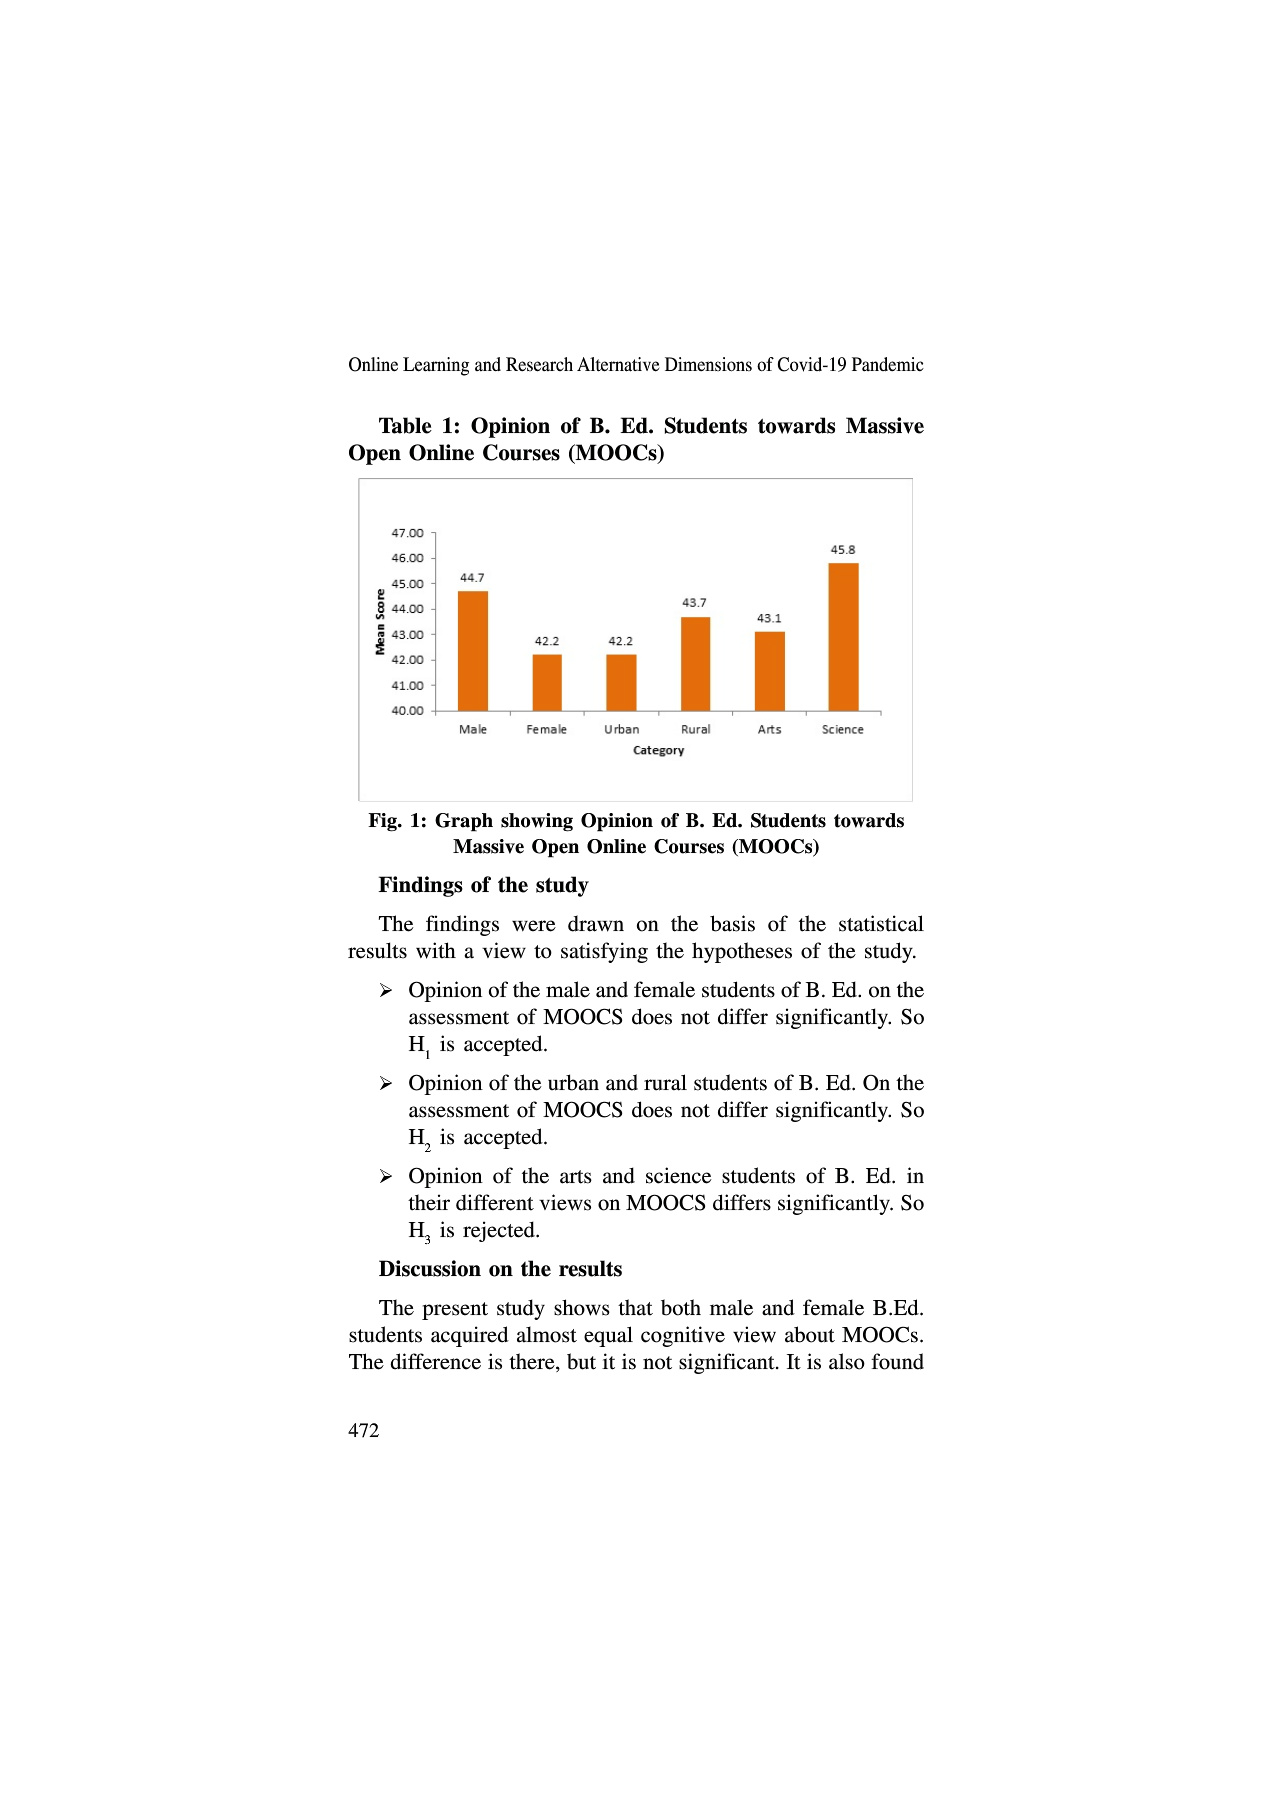 Online Learning and Research Alternative Dimensions of Covid-19 Pandemic
Table 1: Opinion of B. Ed. Students towards Massive
Open Online Courses (MOOCs)
47.00
46.00
45.00
44.00
43.00
42.00
41.00
40.00
Mean Score
44.7
42.2
42.2
43.7
43.1
45.8
Male Female Urban Rural Arts Science
Category
Fig. 1: Graph showing Opinion of B. Ed. Students towards
Massive Open Online Courses (MOOCs)
Findings of the study
The findings were drawn on the basis of the statistical
results with a view to satisfying the hypotheses of the study.
➢ Opinion of the male and female students of B. Ed. on the
assessment of MOOCS does not differ significantly. So
H₁ is accepted.
➢ Opinion of the urban and rural students of B. Ed. On the
assessment of MOOCS does not differ significantly. So
H₂ is accepted.
➢ Opinion of the arts and science students of B. Ed. in
their different views on MOOCS differs significantly. So
H₃ is rejected.
Discussion on the results
The present study shows that both male and female B.Ed.
students acquired almost equal cognitive view about MOOCs.
The difference is there, but it is not significant. It is also found
472